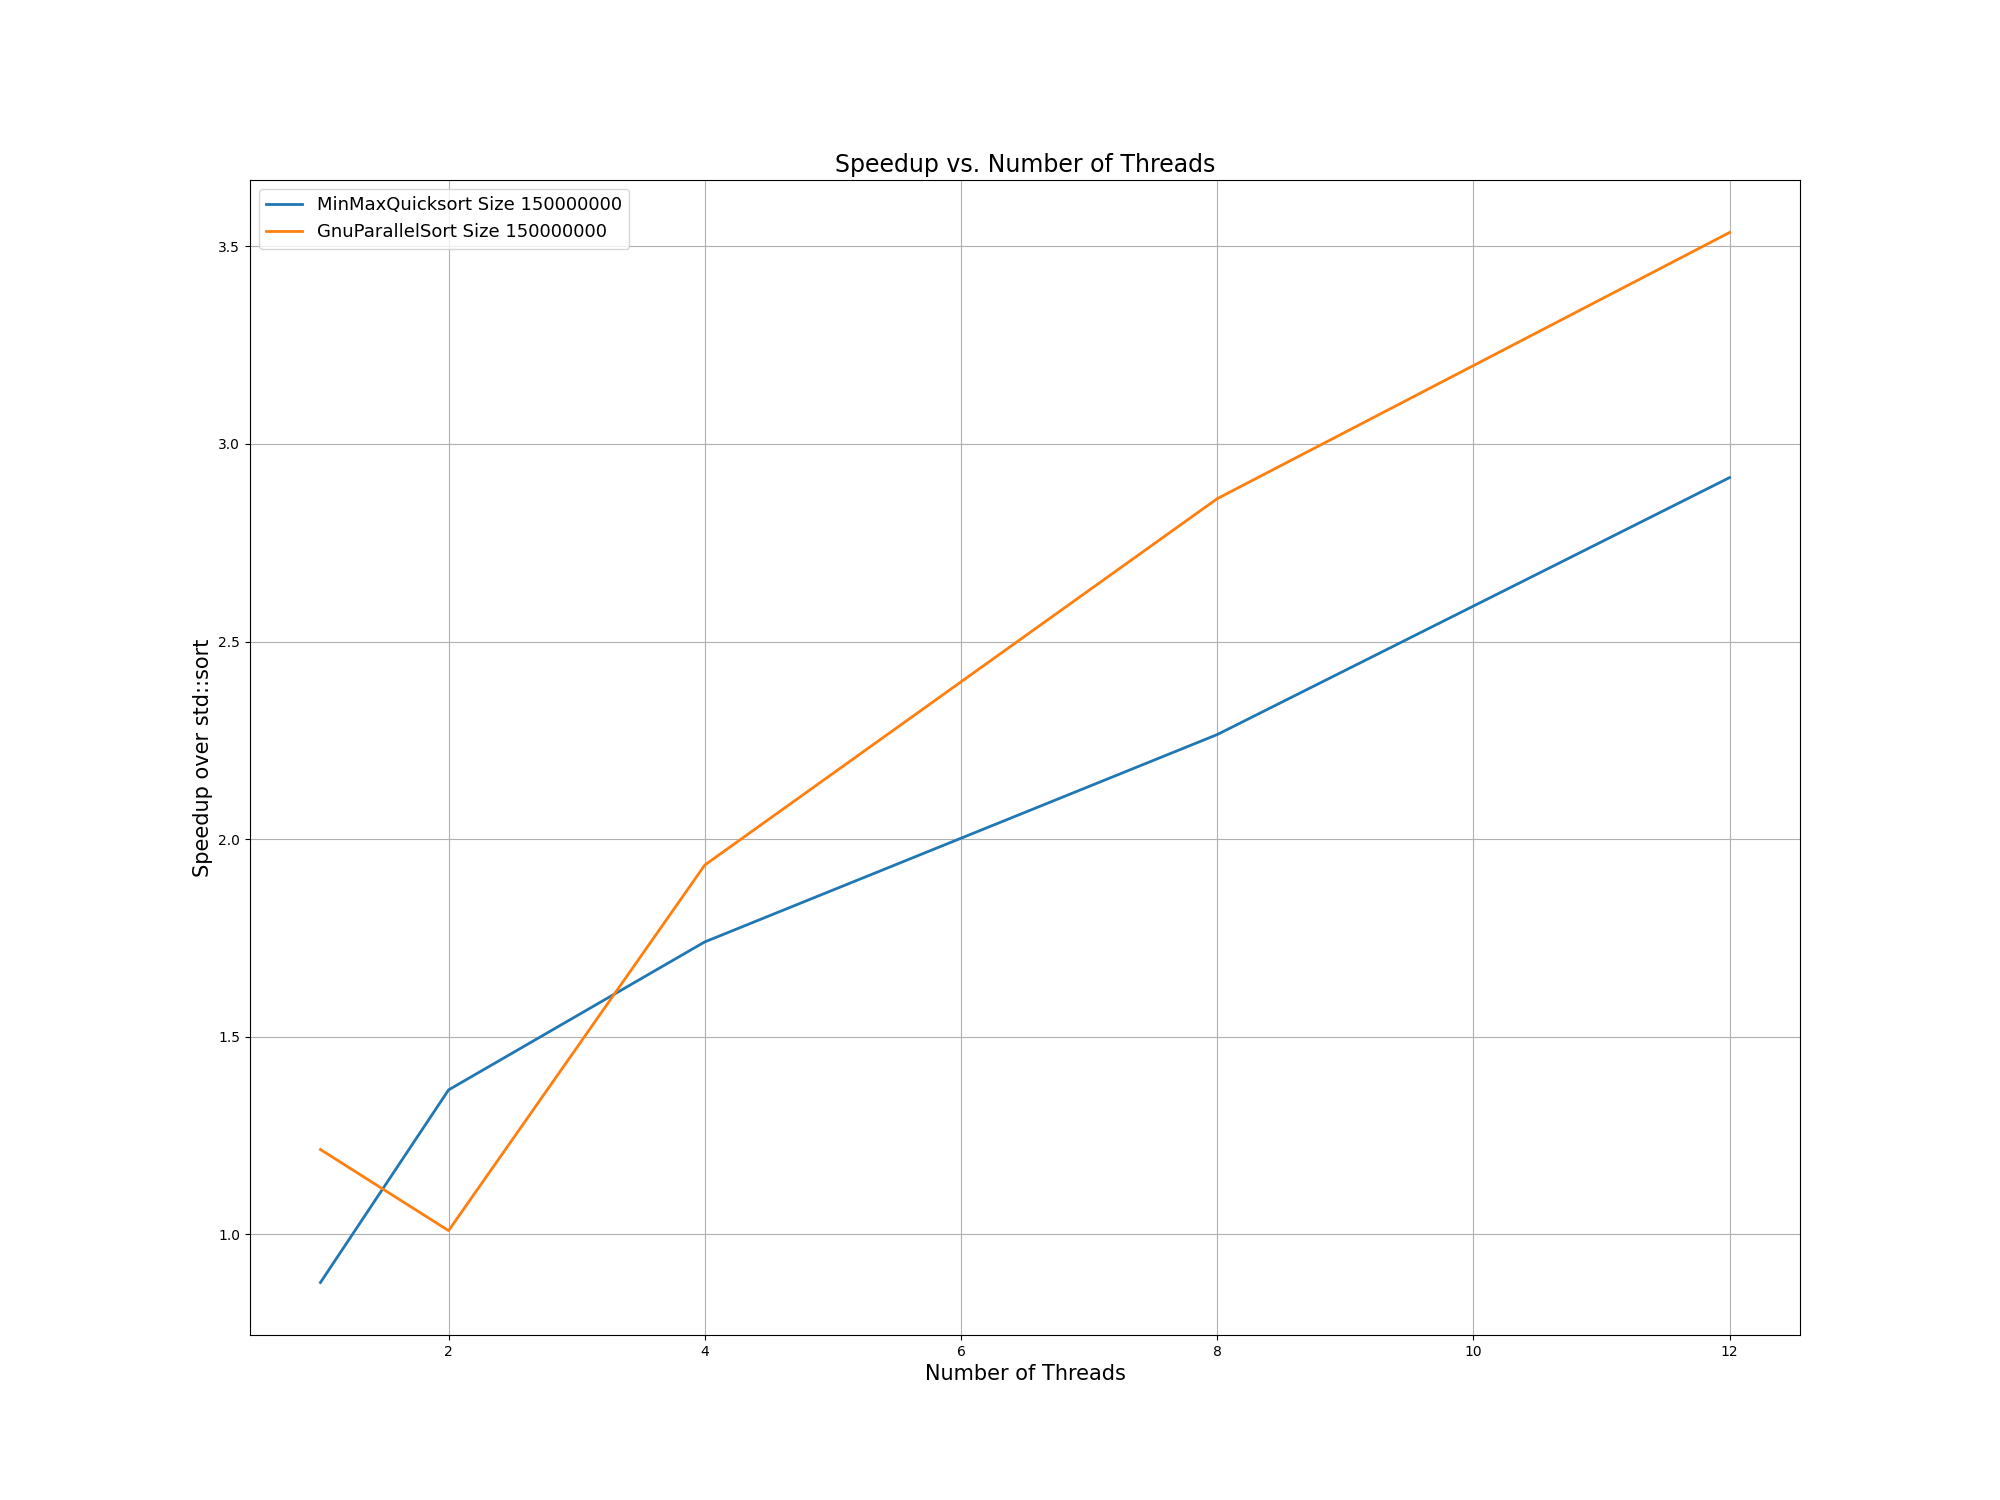 Speedup vs. Number of Threads
MinMaxQuicksort Size 150000000
GnuParallelSort Size 150000000
3.5
3.0
2.5
2.0
1.5
1.0
Speedup over std::sort
2 4 6 8 10 12
Number of Threads